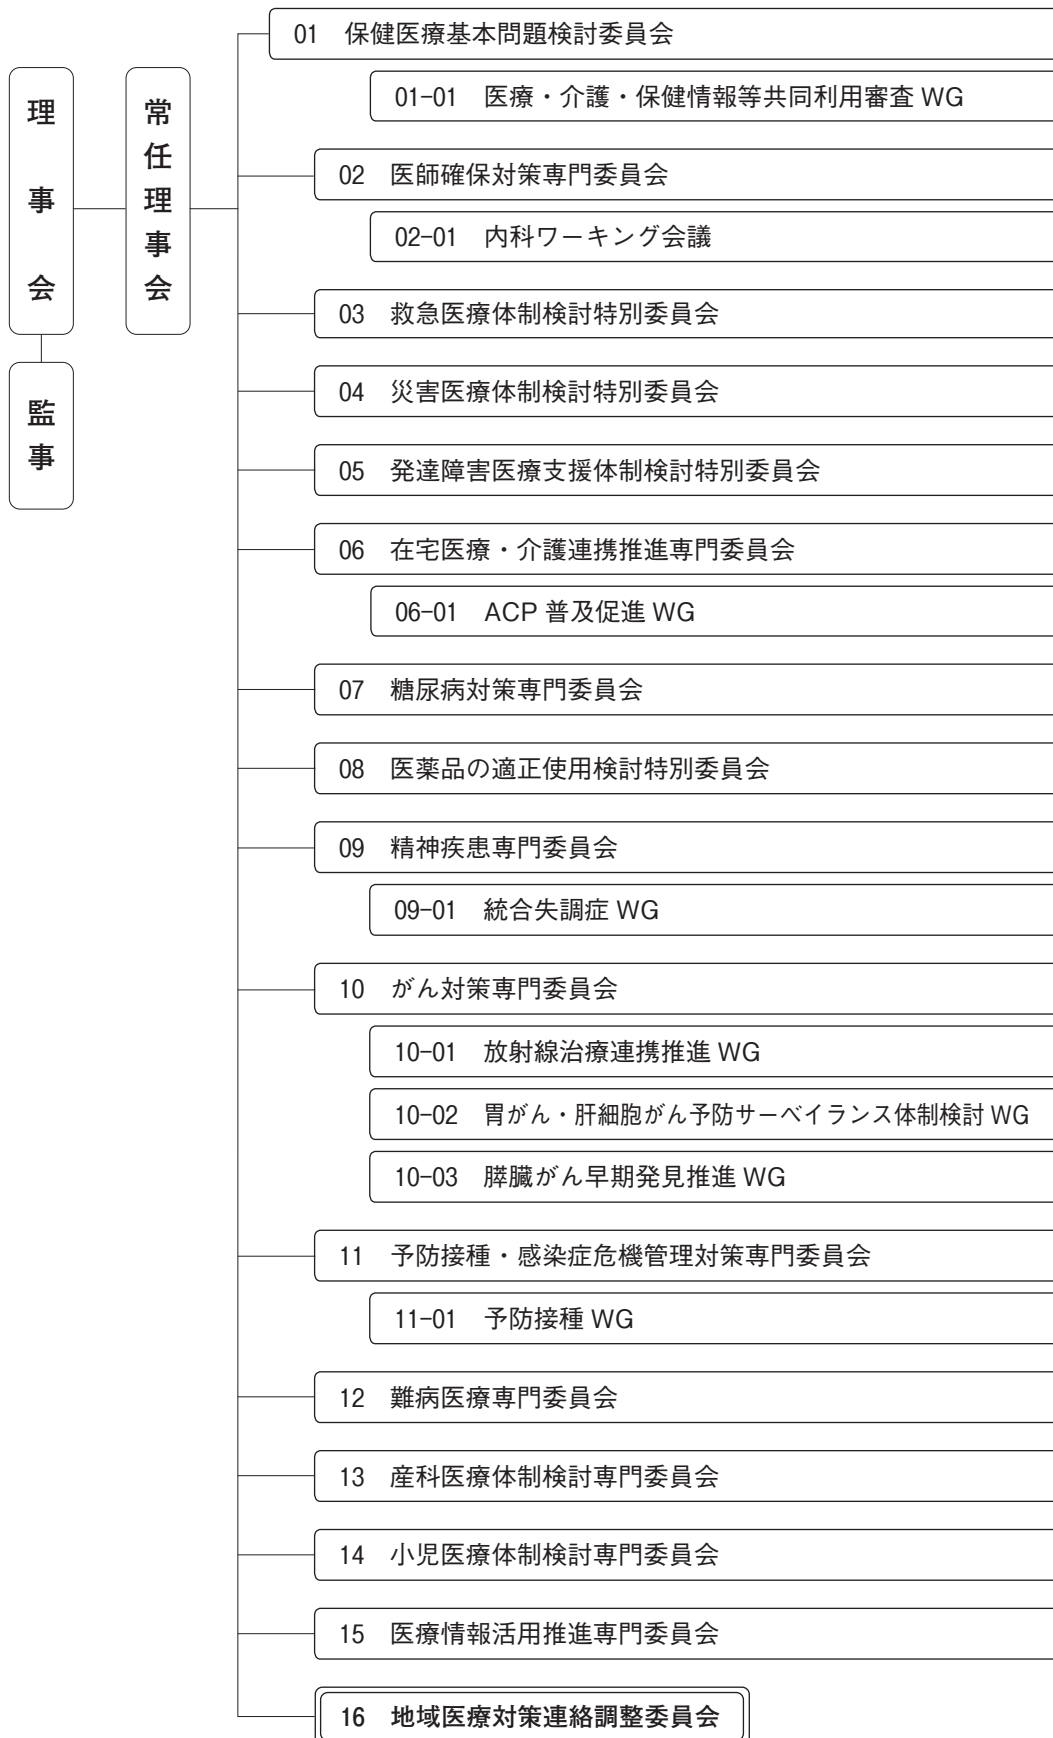 理事会
監事
常任理事会
01 保健医療基本問題検討委員会
01-01 医療・介護・保健情報等共同利用審査 WG
02 医師確保対策専門委員会
02-01 内科ワーキング会議
03 救急医療体制検討特別委員会
04 災害医療体制検討特別委員会
05 発達障害医療支援体制検討特別委員会
06 在宅医療・介護連携推進専門委員会
06-01 ACP 普及促進 WG
07 糖尿病対策専門委員会
08 医薬品の適正使用検討特別委員会
09 精神疾患専門委員会
09-01 統合失調症 WG
10 がん対策専門委員会
10-01 放射線治療連携推進 WG
10-02 胃がん・肝細胞がん予防サーベイランス体制検討 WG
10-03 膵臓がん早期発見推進 WG
11 予防接種・感染症危機管理対策専門委員会
11-01 予防接種 WG
12 難病医療専門委員会
13 産科医療体制検討専門委員会
14 小児医療体制検討専門委員会
15 医療情報活用推進専門委員会
16 地域医療対策連絡調整委員会